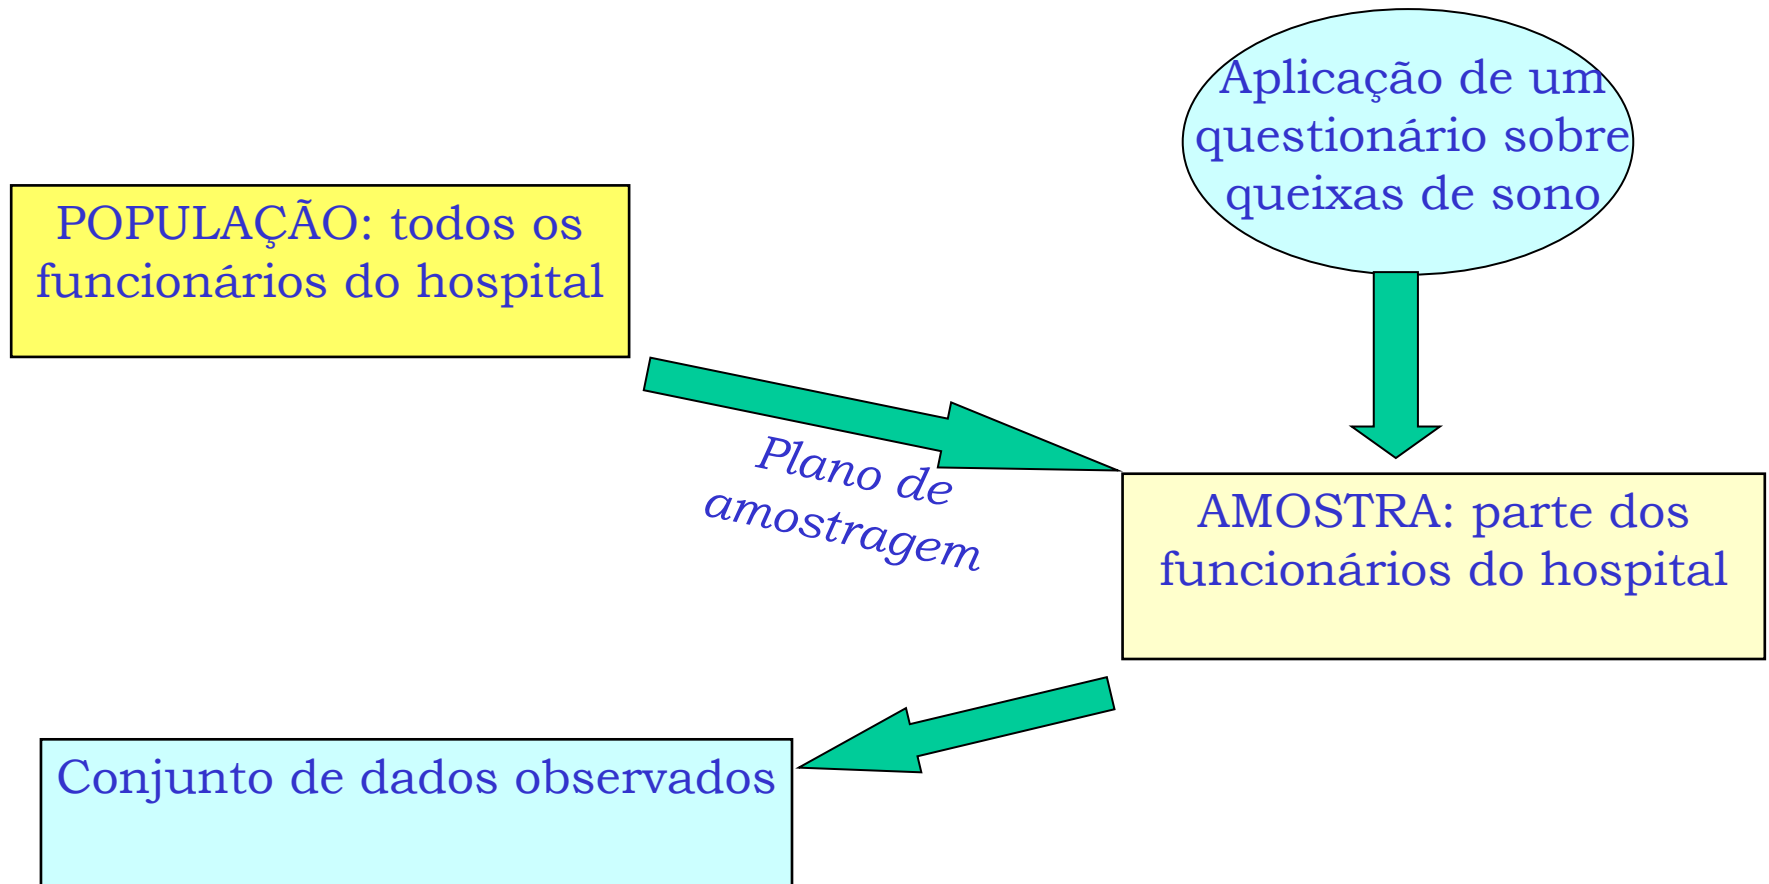 Aplicação de um
questionário sobre
queixas de sono
POPULAÇÃO: todos os
funcionários do hospital
Plano de
amostragem
AMOSTRA: parte dos
funcionários do hospital
Conjunto de dados observados